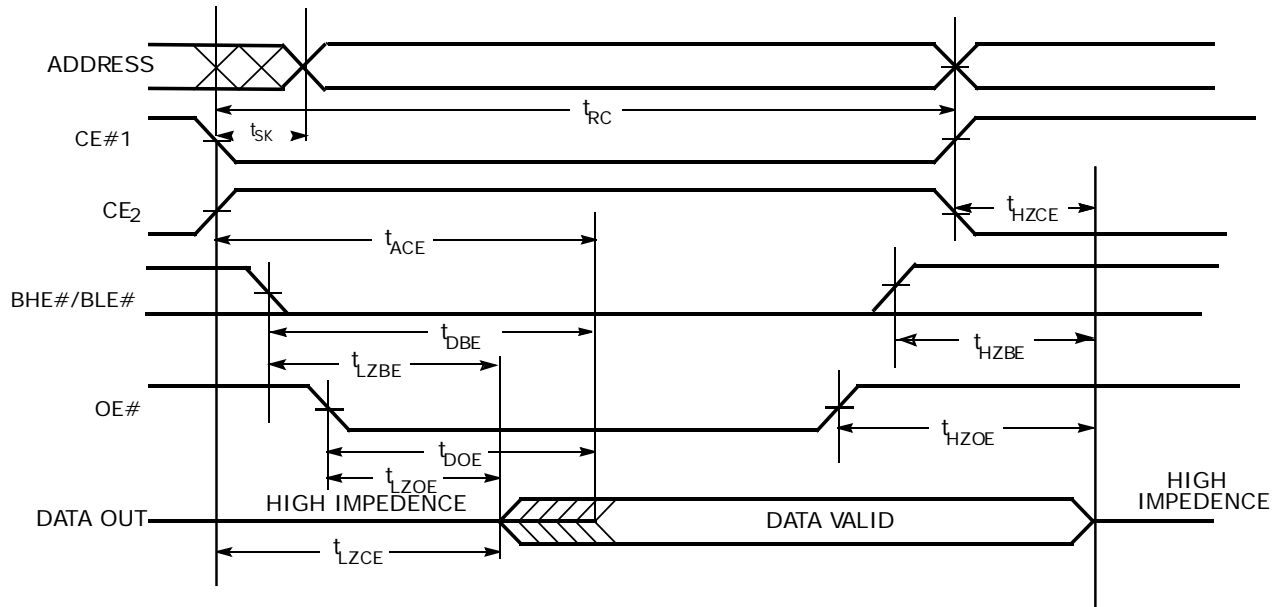 ADDRESS
tRC
tSK
CE#1
CE2
tHZCE
tACE
BHE#/BLE#
tDBE
tHZBE
tLZBE
OE#
tHZOE
tDOE
tLZOE
HIGH IMPEDENCE
HIGH
IMPEDENCE
DATA OUT
DATA VALID
tLZCE